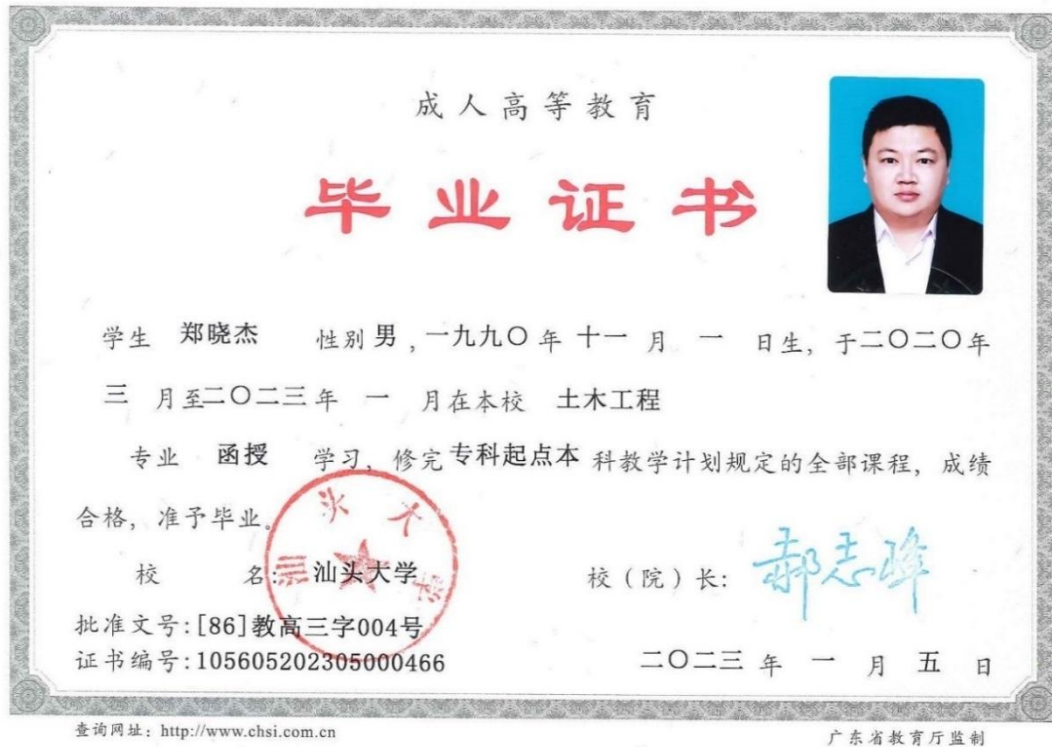 成人高等教育
毕业证书
学生 郑晓杰 性别 男 ,一九九〇年 十一 月 一 日生, 于二〇二〇年
三 月至二〇二三年 一 月在本校 土木工程
专业 函授 学习, 修完专科起点本科教学计划规定的全部课程, 成绩
合格, 准予毕业。
汕头大学
校 名: 汕头大学 校（院）长: 郝志峰
批准文号:[86]教高三字004号
证书编号:105605202305000466 二〇二三 年 一 月 五 日
查询网址: http://www.chsi.com.cn 广东省教育厅监制